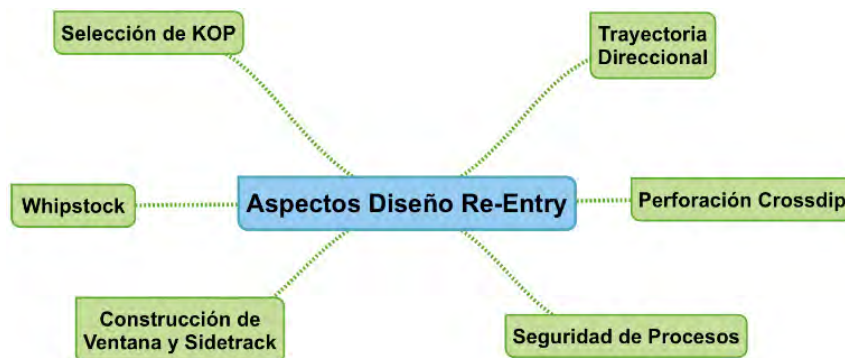 Selección de KOP
Trayectoria
Direccional
Whipstock
Aspectos Diseño Re-Entry
Perforación Crossdip
Construcción de
Ventana y Sidetrack
Seguridad de Procesos